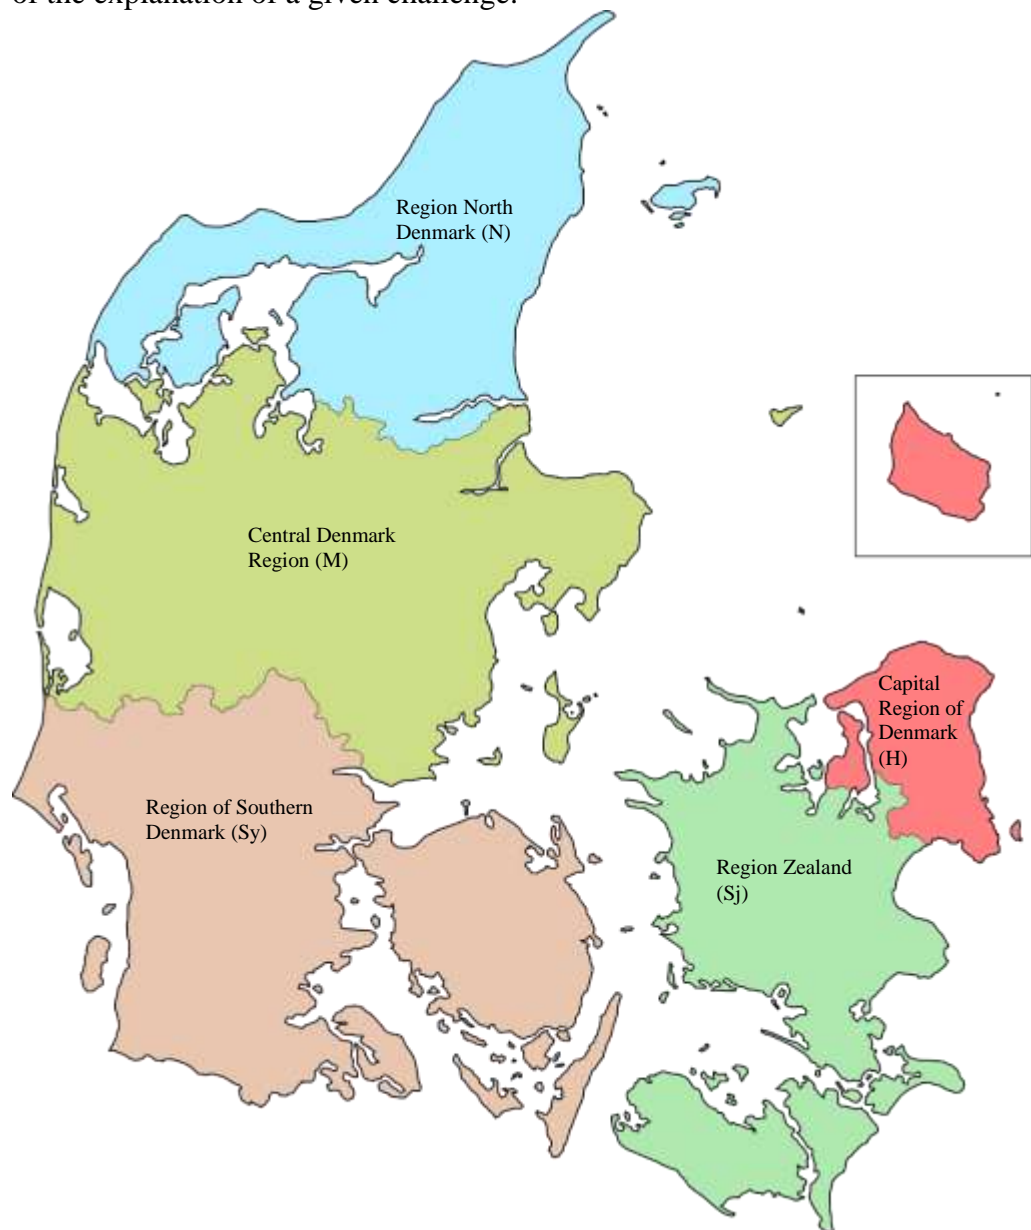 of the explanation of a given challenge.
Region North
Denmark (N)
Central Denmark
Region (M)
Capital
Region of
Denmark
(H)
Region of Southern
Denmark (Sy)
Region Zealand
(Sj)